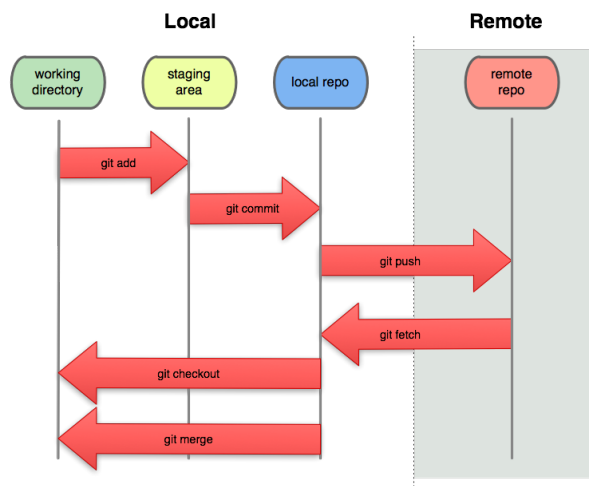 Local
Remote
working
directory
staging
area
local repo
remote
repo
git add
git commit
git push
git fetch
git checkout
git merge